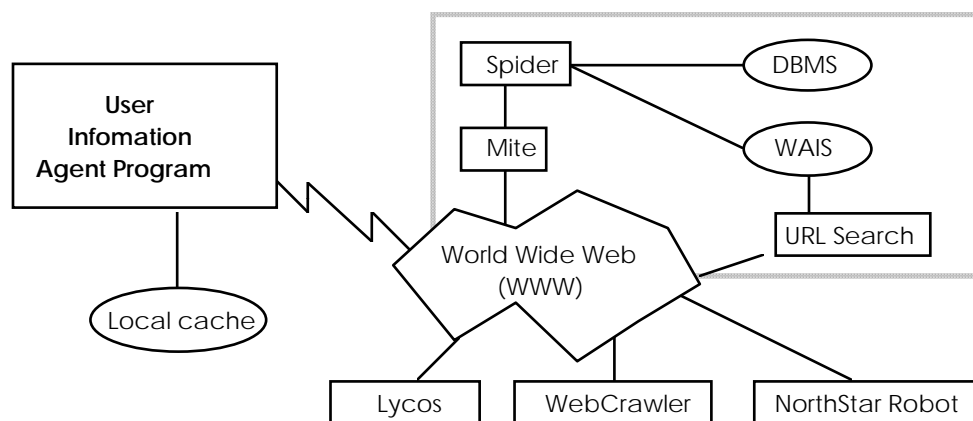 User
Infomation
Agent Program
Local cache
Spider
DBMS
Mite
WAIS
URL Search
World Wide Web
(WWW)
Lycos
WebCrawler
NorthStar Robot